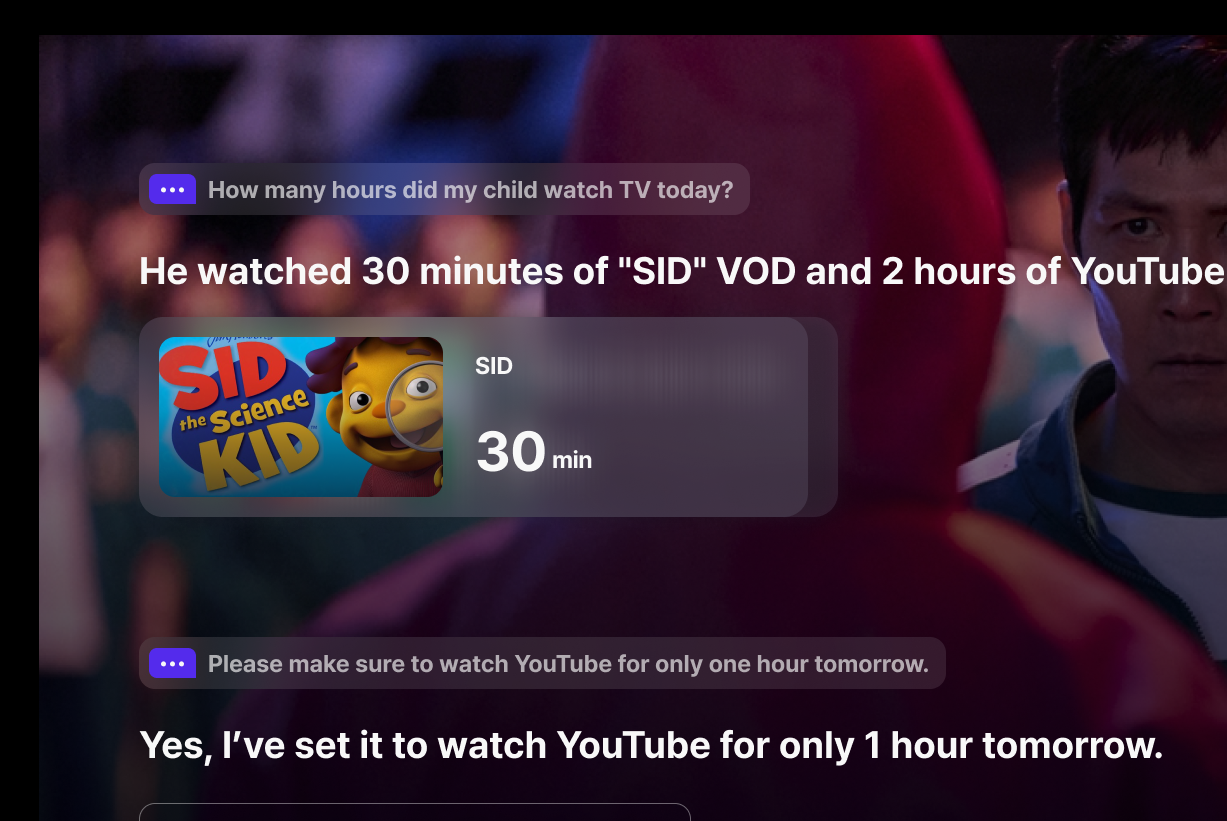 How many hours did my child watch TV today?
He watched 30 minutes of "SID" VOD and 2 hours of YouTube
SID
the Science
KID
SID
30 min
Please make sure to watch YouTube for only one hour tomorrow.
Yes, I’ve set it to watch YouTube for only 1 hour tomorrow.